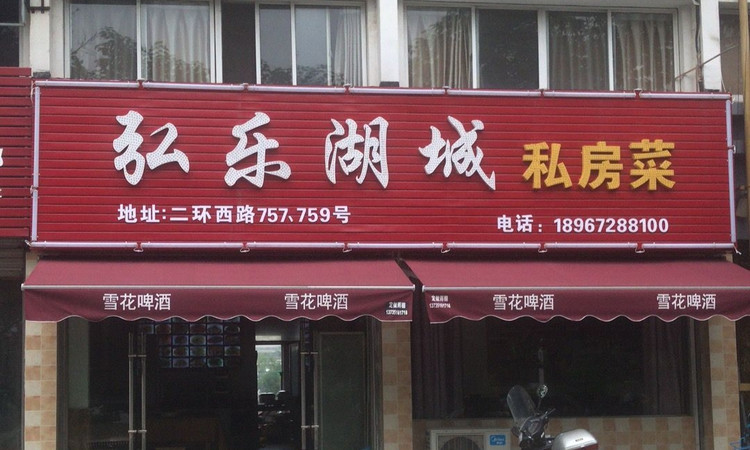 弘乐湖城 私房菜
地址:二环西路757、759号 电话：18967288100
雪花啤酒 雪花啤酒 雪花啤酒 雪花啤酒